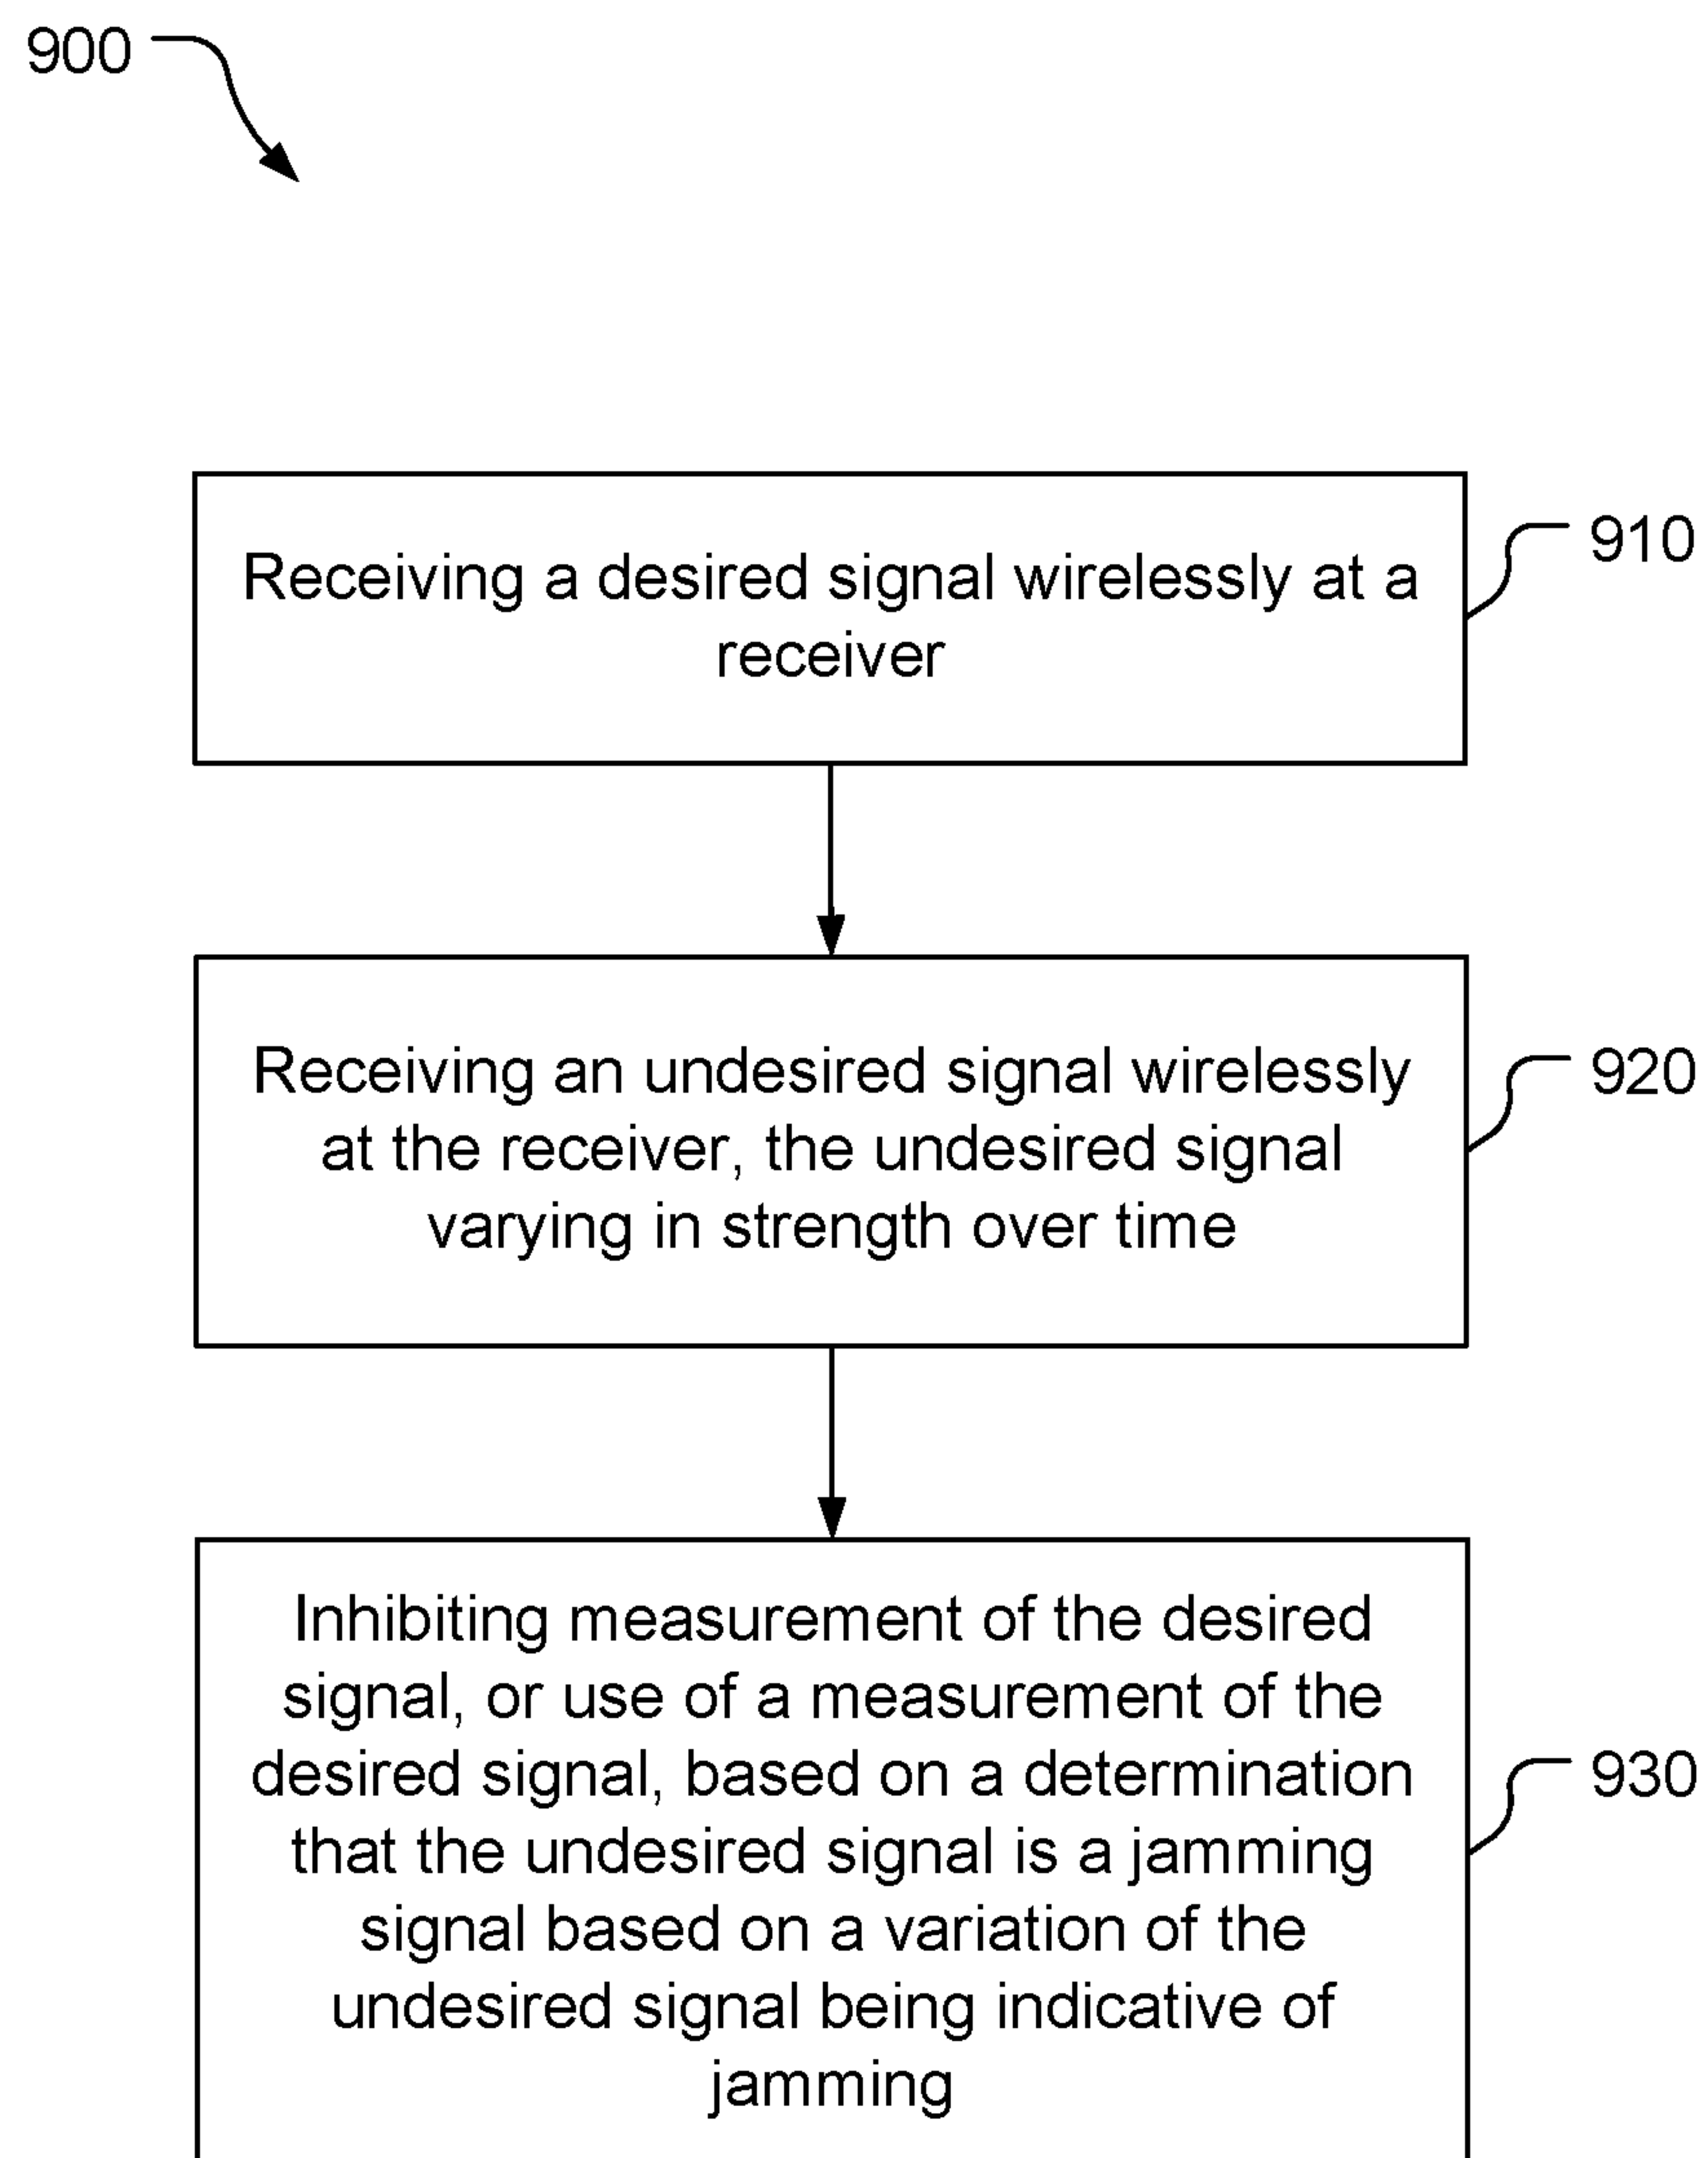 900
Receiving a desired signal wirelessly at a
receiver
910
Receiving an undesired signal wirelessly
at the receiver, the undesired signal
varying in strength over time
920
Inhibiting measurement of the desired
signal, or use of a measurement of the
desired signal, based on a determination
that the undesired signal is a jamming
signal based on a variation of the
undesired signal being indicative of
jamming
930